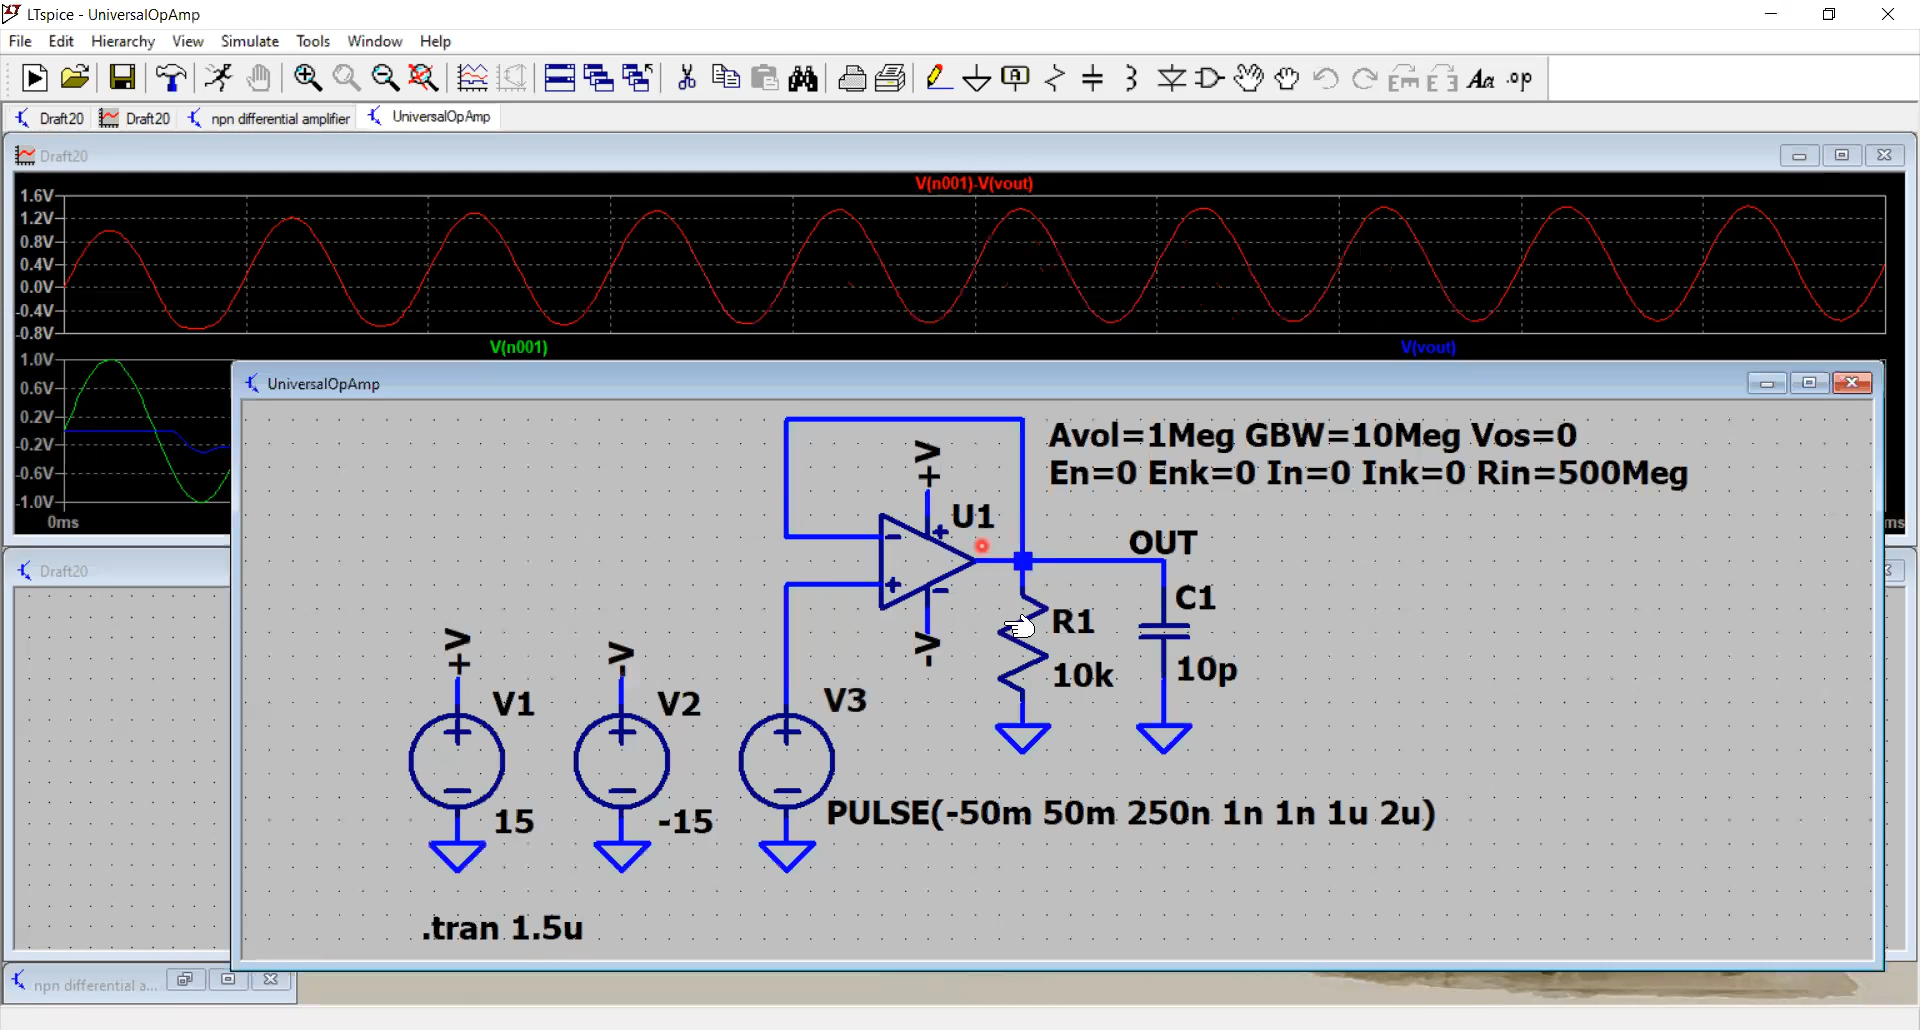 LTspice - UniversalOpAmp
File Edit Hierarchy View Simulate Tools Window Help
Aa .op
Draft20 Draft20 npn differential amplifier UniversalOpAmp
Draft20
V(n001)-V(vout)
1.6V
1.2V
0.8V
0.4V
0.0V
-0.4V
-0.8V
V(n001) V(vout)
1.0V
0.6V
0.2V
-0.2V
-0.6V
-1.0V
0ms
ms
UniversalOpAmp
Avol=1Meg GBW=10Meg Vos=0
En=0 Enk=0 In=0 Ink=0 Rin=500Meg
+V
U1
OUT
-V
R1
10k
C1
10p
+V
V1
15
-V
V2
-15
V3
PULSE(-50m 50m 250n 1n 1n 1u 2u)
.tran 1.5u
Draft20
npn differential a...